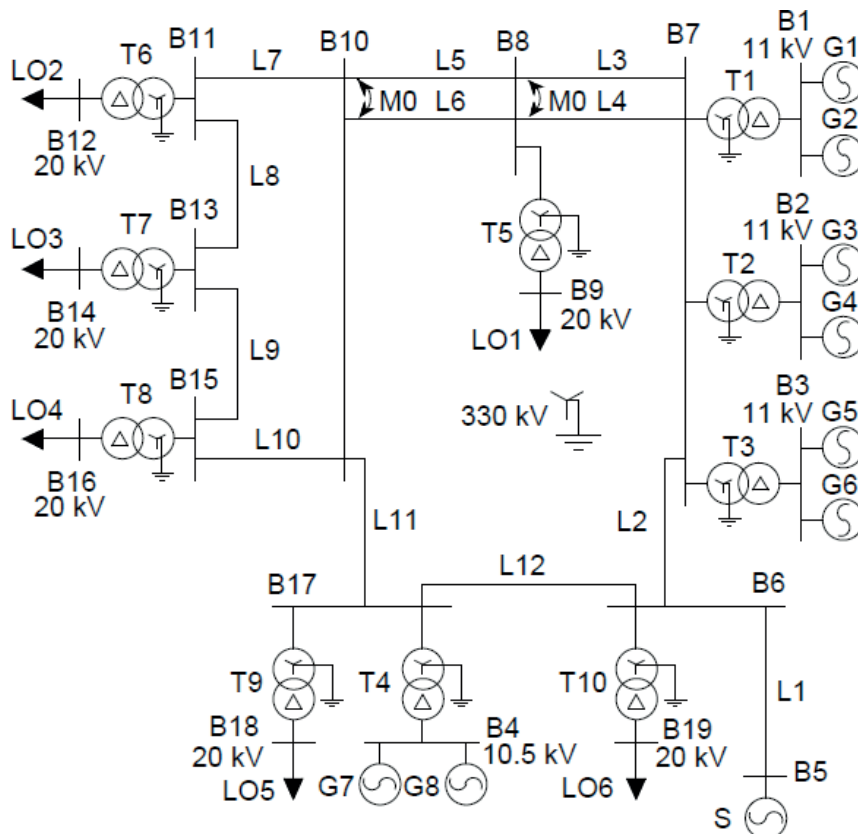 B1
11 kV
G1
B11
B10
B8
B7
T6
L7
L5
L3
LO2
M0
L6
M0
L4
T1
G2
B12
20 kV
L8
B2
11 kV
G3
LO3
T7
B13
T5
T2
G4
B14
20 kV
B9
20 kV
LO1
L9
LO4
T8
B15
330 kV
B3
11 kV
G5
T3
G6
B16
20 kV
L10
L11
L2
L12
B17
B6
T9
T4
T10
L1
B18
20 kV
B4
10.5 kV
B19
20 kV
B5
LO5
G7
G8
LO6
S